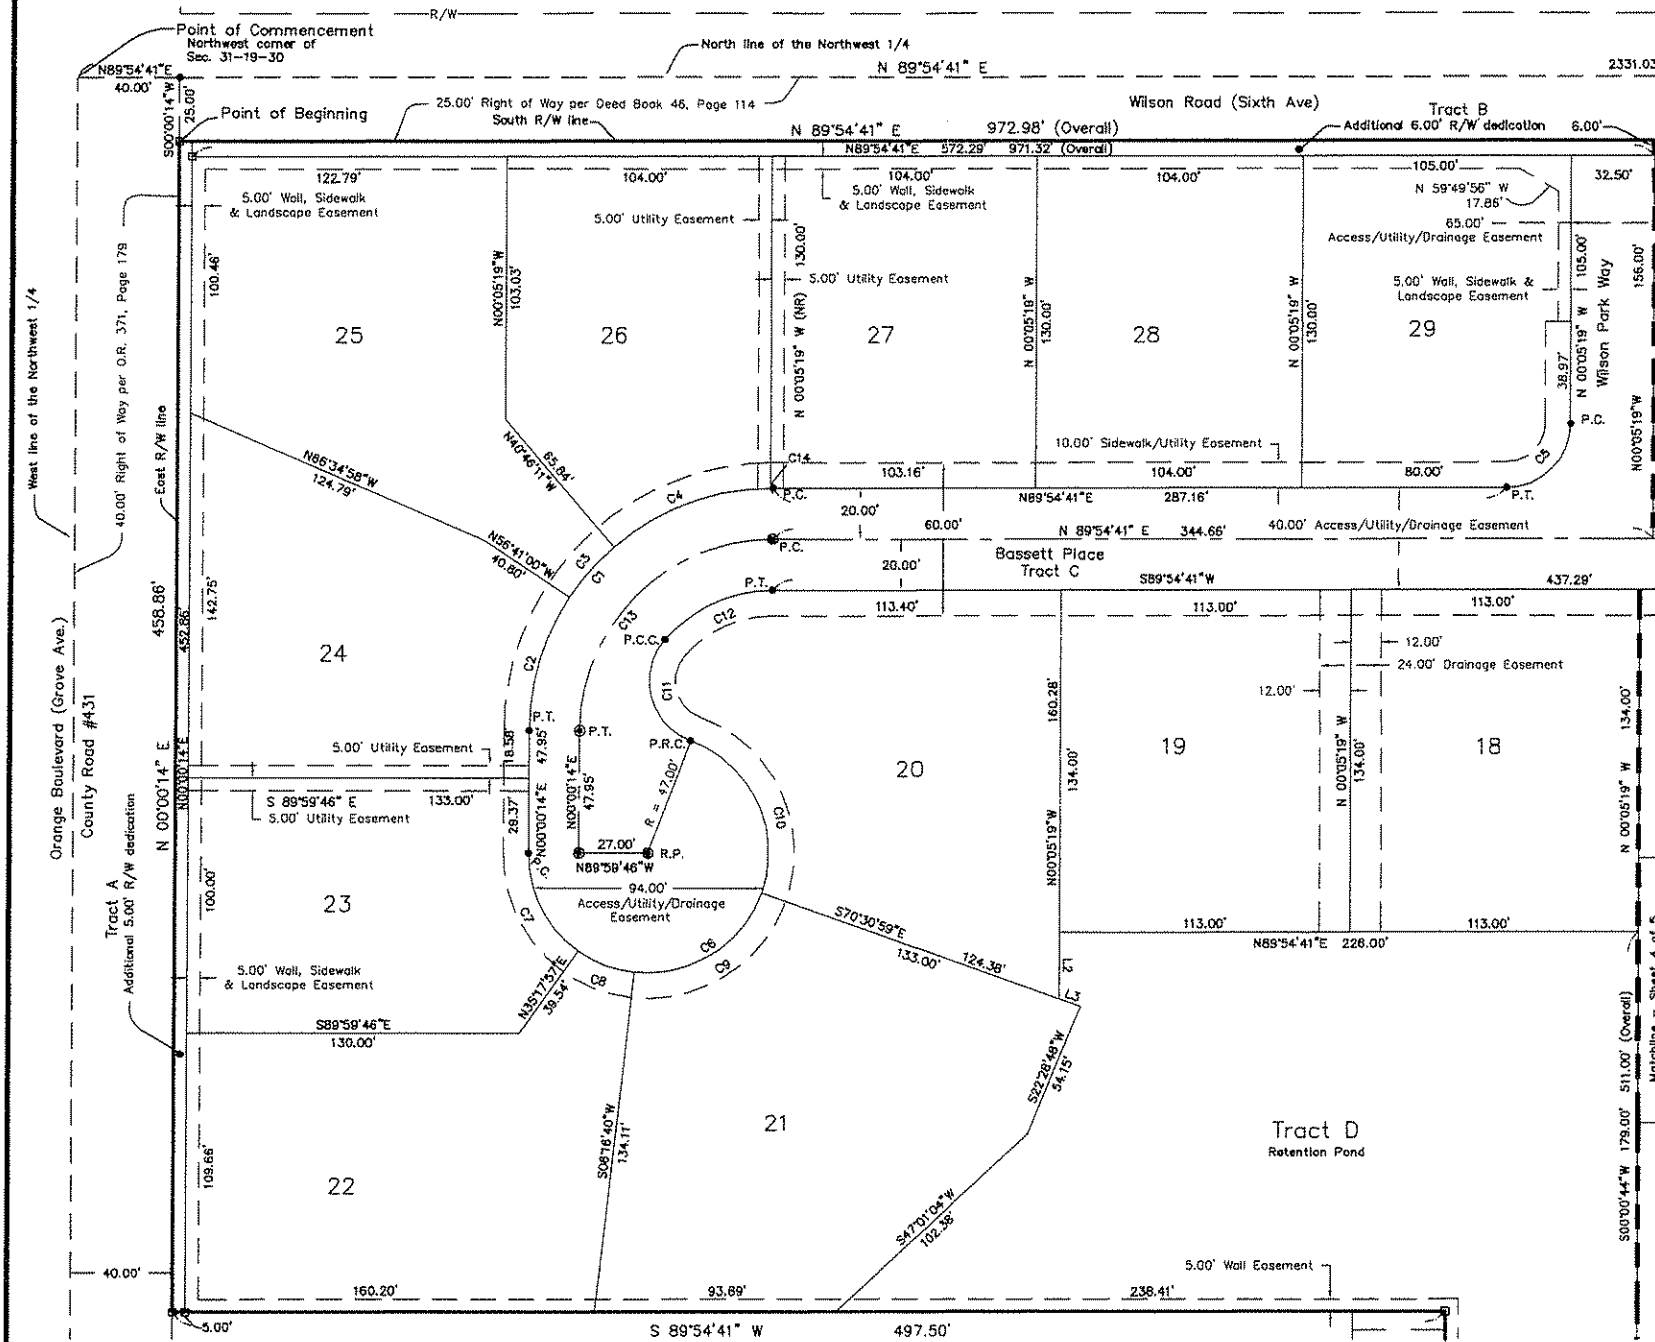 R/W
Point of Commencement
Northwest corner of
Sec. 31-19-30
North line of the Northwest 1/4
N89°54'41"E
40.00'
N 89°54'41" E
2331.03
S00°00'14"W
25.00'
25.00' Right of Way per Deed Book 46, Page 114
South R/W line
Wilson Road (Sixth Ave)
Tract B
Additional 6.00' R/W dedication
6.00'
Point of Beginning
N 89°54'41" E 972.98' (Overall)
N89°54'41"E 572.29' 971.32' (Overall)
122.79'
104.00'
104.00'
104.00'
105.00'
32.50'
5.00' Wall, Sidewalk
& Landscape Easement
5.00' Utility Easement
5.00' Wall, Sidewalk
& Landscape Easement
N 59°49'56" W
17.86'
65.00'
Access/Utility/Drainage Easement
5.00' Utility Easement
5.00' Wall, Sidewalk &
Landscape Easement
West line of the Northwest 1/4
40.00' Right of Way per O.R. 371, Page 179
East R/W line
100.46'
N00°05'19"W
103.03'
130.00'
N 00°05'19" W (NR)
N 00°05'19" W
130.00'
N 00°05'19" W
130.00'
N 00°05'19" W 105.00'
38.97'
Wilson Park Way
156.00'
N00°05'19"W
25
26
27
28
29
P.C.
C5
P.T.
10.00' Sidewalk/Utility Easement
C14
103.16'
104.00'
80.00'
P.C.
N89°54'41"E 287.16'
N66°34'58"W
124.79'
N40°46'11"W
65.84'
C4
C3
C1
N56°41'00"W
40.80'
20.00'
60.00'
N 89°54'41" E 344.66'
40.00' Access/Utility/Drainage Easement
P.C.
Bassett Place
Tract C
20.00'
S89°54'41"W
437.29'
P.T.
113.40'
113.00'
113.00'
C13
C12
P.C.C.
12.00'
24.00' Drainage Easement
12.00'
458.86'
452.86'
142.75'
24
C2
C11
160.28'
134.00'
N00°05'19"W
N 00°05'19" W
134.00'
N 00°05'19" W 134.00'
Orange Boulevard (Grove Ave.)
County Road #431
N 00°00'14" E
N00°00'14"E
P.T.
P.T.
P.R.C.
5.00' Utility Easement
18.58'
47.95'
20
19
18
S 89°59'46" E 133.00'
5.00' Utility Easement
28.37'
N00°00'14"E
N00°00'14"E
47.95'
R = 47.00'
C10
27.00'
R.P.
P.C.
N89°59'46"W
94.00'
Access/Utility/Drainage
Easement
Tract A
Additional 5.00' R/W dedication
100.00'
23
C7
C6
C9
C8
S70°30'59"E
133.00'
124.38'
113.00'
113.00'
N89°54'41"E 226.00'
L2
L3
5.00' Wall, Sidewalk
& Landscape Easement
N35°17'57"E
39.54'
S89°59'46"E
130.00'
S22°28'48"W
54.15'
S00°00'44"W 179.00' 511.00' (Overall)
Matchline - Sheet 4 of 5
S06°16'40"W
134.11'
21
Tract D
Retention Pond
109.66'
22
S47°01'04"W
102.38'
5.00' Wall Easement
40.00'
160.20'
93.89'
238.41'
5.00'
S 89°54'41" W 497.50'